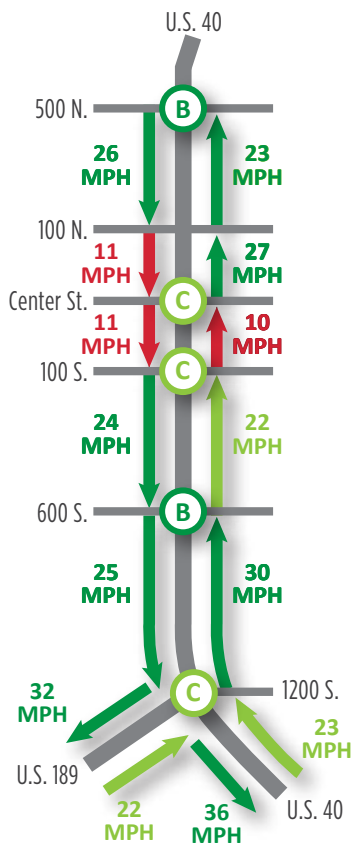 U.S. 40
500 N.
B
26
MPH
23
MPH
100 N.
11
MPH
27
MPH
Center St.
C
11
MPH
10
MPH
100 S.
C
24
MPH
22
MPH
600 S.
B
25
MPH
30
MPH
C
1200 S.
32
MPH
23
MPH
U.S. 189
22
MPH
36
MPH
U.S. 40